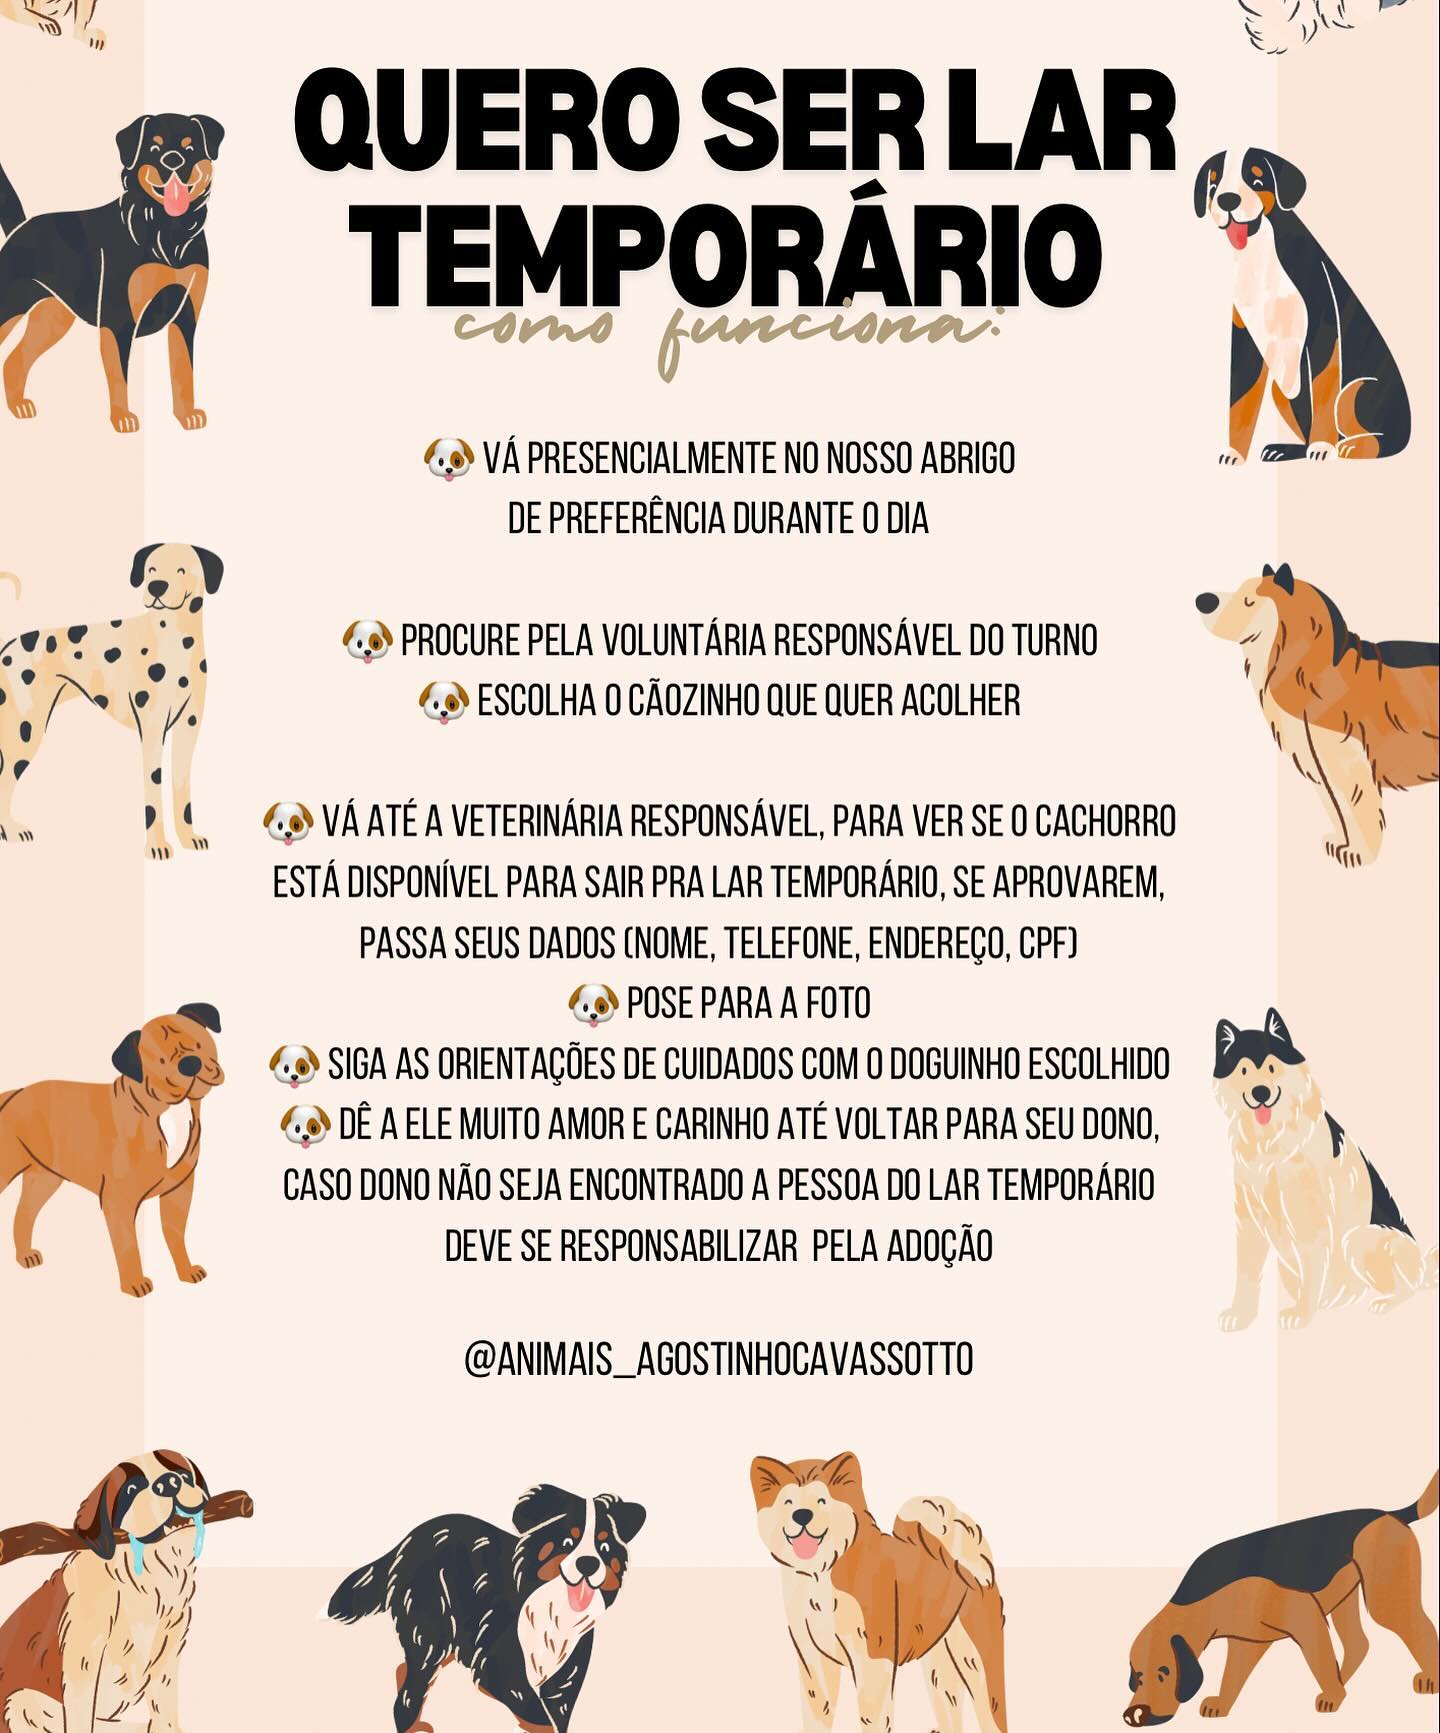 QUERO SER LAR
TEMPORÁRIO
como funciona:
🐶 VÁ PRESENCIALMENTE NO NOSSO ABRIGO
DE PREFERÊNCIA DURANTE O DIA
🐶 PROCURE PELA VOLUNTÁRIA RESPONSÁVEL DO TURNO
🐶 ESCOLHA O CÃOZINHO QUE QUER ACOLHER
🐶 VÁ ATÉ A VETERINÁRIA RESPONSÁVEL, PARA VER SE O CACHORRO
ESTÁ DISPONÍVEL PARA SAIR PRA LAR TEMPORÁRIO, SE APROVAREM,
PASSA SEUS DADOS (NOME, TELEFONE, ENDEREÇO, CPF)
🐶 POSE PARA A FOTO
🐶 SIGA AS ORIENTAÇÕES DE CUIDADOS COM O DOGUINHO ESCOLHIDO
🐶 DÊ A ELE MUITO AMOR E CARINHO ATÉ VOLTAR PARA SEU DONO,
CASO DONO NÃO SEJA ENCONTRADO A PESSOA DO LAR TEMPORÁRIO
DEVE SE RESPONSABILIZAR PELA ADOÇÃO
@ANIMAIS_AGOSTINHOCAVASSOTTO